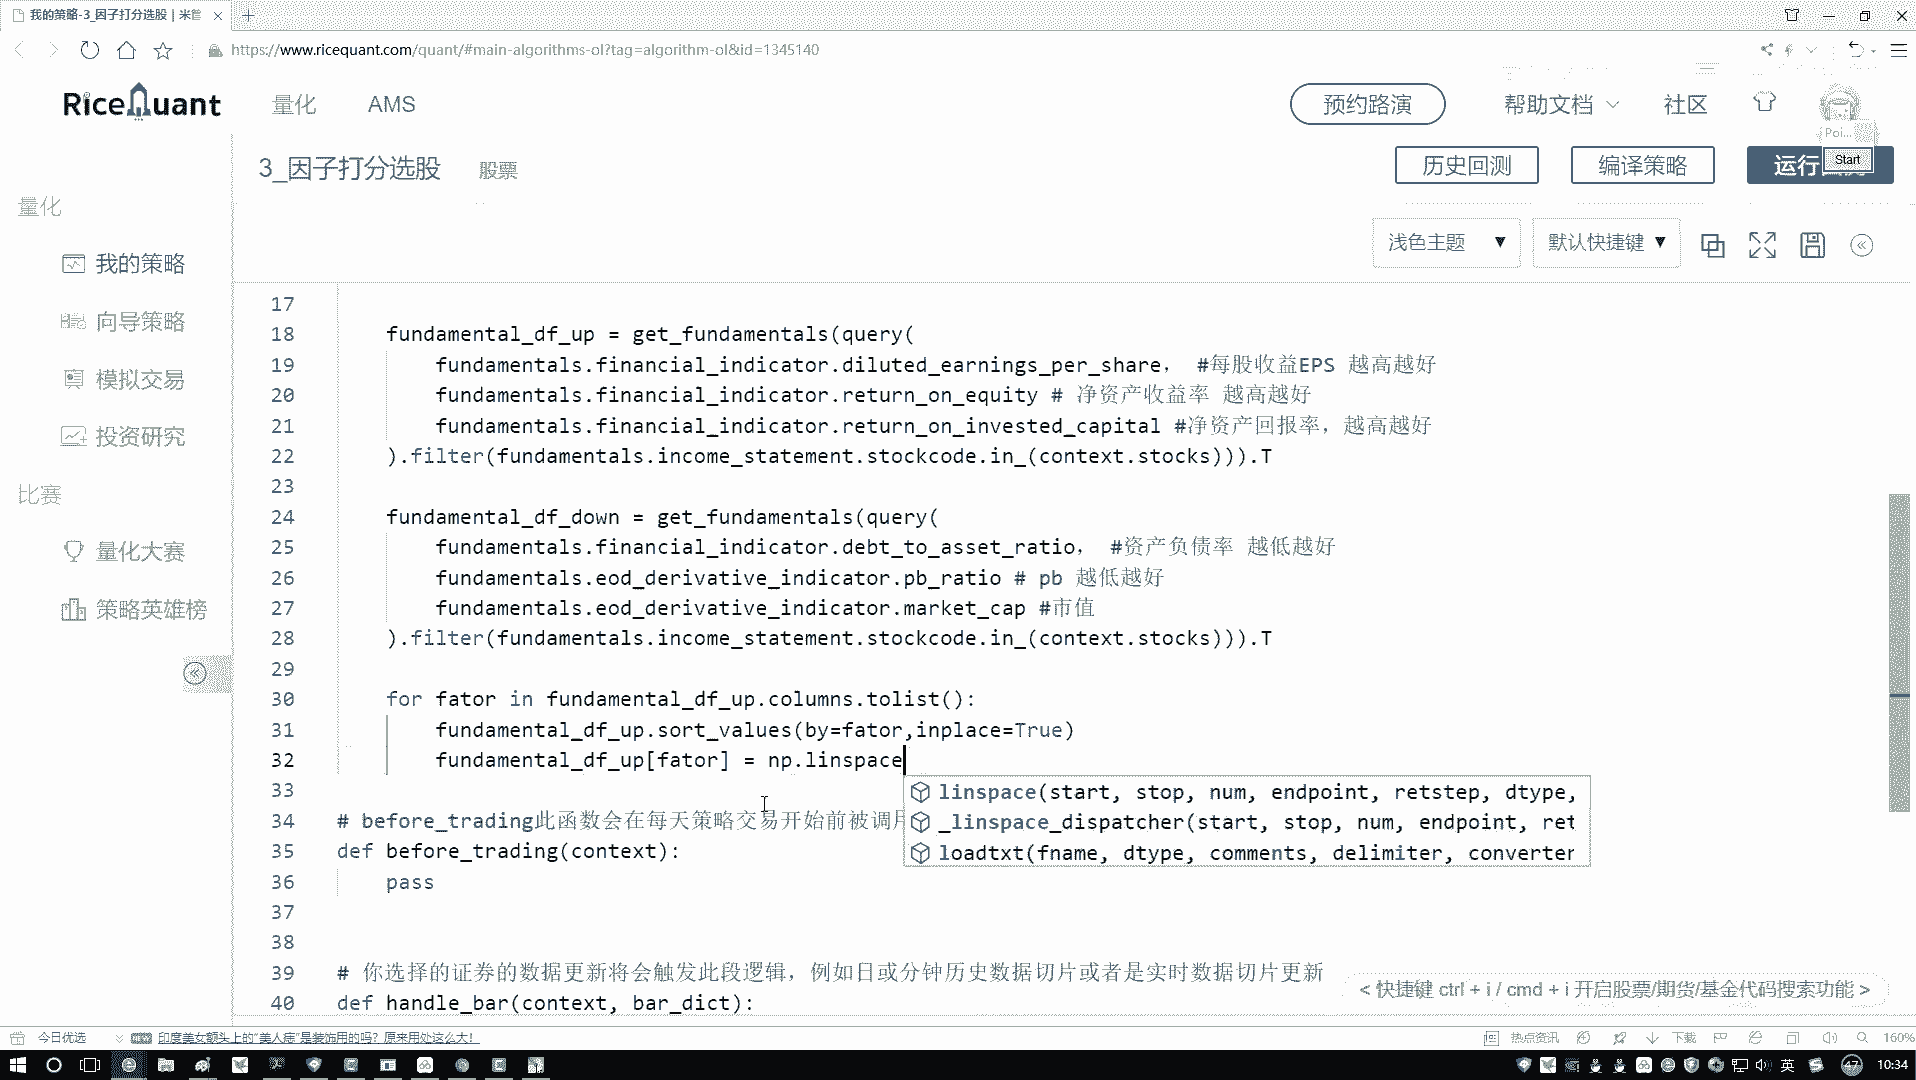 我的策略-3_因子打分选股 | 米筐
https://www.ricequant.com/quant/#main-algorithms-ol?tag=algorithm-ol&id=1345140
RiceQuant
量化
AMS
预约路演
帮助文档
社区
Poi...
Start
3_因子打分选股
股票
历史回测
编译策略
运行
量化
我的策略
向导策略
模拟交易
投资研究
比赛
量化大赛
策略英雄榜
浅色主题 ▼
默认快捷键 ▼
17
18 fundamental_df_up = get_fundamentals(query(
19 fundamentals.financial_indicator.diluted_earnings_per_share， #每股收益EPS 越高越好
20 fundamentals.financial_indicator.return_on_equity # 净资产收益率 越高越好
21 fundamentals.financial_indicator.return_on_invested_capital #净资产回报率，越高越好
22 ).filter(fundamentals.income_statement.stockcode.in_(context.stocks))).T
23
24 fundamental_df_down = get_fundamentals(query(
25 fundamentals.financial_indicator.debt_to_asset_ratio， #资产负债率 越低越好
26 fundamentals.eod_derivative_indicator.pb_ratio # pb 越低越好
27 fundamentals.eod_derivative_indicator.market_cap #市值
28 ).filter(fundamentals.income_statement.stockcode.in_(context.stocks))).T
29
30 for fator in fundamental_df_up.columns.tolist():
31 fundamental_df_up.sort_values(by=fator,inplace=True)
32 fundamental_df_up[fator] = np.linspace
33
linspace(start, stop, num, endpoint, retstep, dtype,
_linspace_dispatcher(start, stop, num, endpoint, ret
loadtxt(fname, dtype, comments, delimiter, converter
34 # before_trading此函数会在每天策略交易开始前被调用
35 def before_trading(context):
36 pass
37
38
39 # 你选择的证券的数据更新将会触发此段逻辑，例如日或分钟历史数据切片或者是实时数据切片更新
40 def handle_bar(context, bar_dict):
< 快捷键 ctrl + i / cmd + i 开启股票/期货/基金代码搜索功能 >
今日优选
印度美女额头上的“美人痣”是装饰用的吗？原来用处这么大！
热点资讯
下载
160%
英
47
10:34